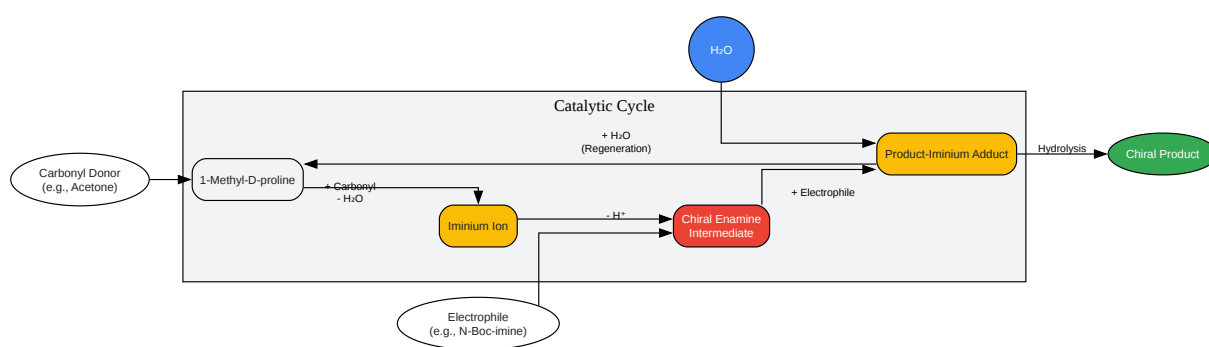 H₂O
Catalytic Cycle
+ H₂O
(Regeneration)
Product-Iminium Adduct
Hydrolysis
Chiral Product
Carbonyl Donor
(e.g., Acetone)
1-Methyl-D-proline
+ Carbonyl
- H₂O
+ Electrophile
Iminium Ion
- H⁺
Chiral Enamine
Intermediate
Electrophile
(e.g., N-Boc-imine)